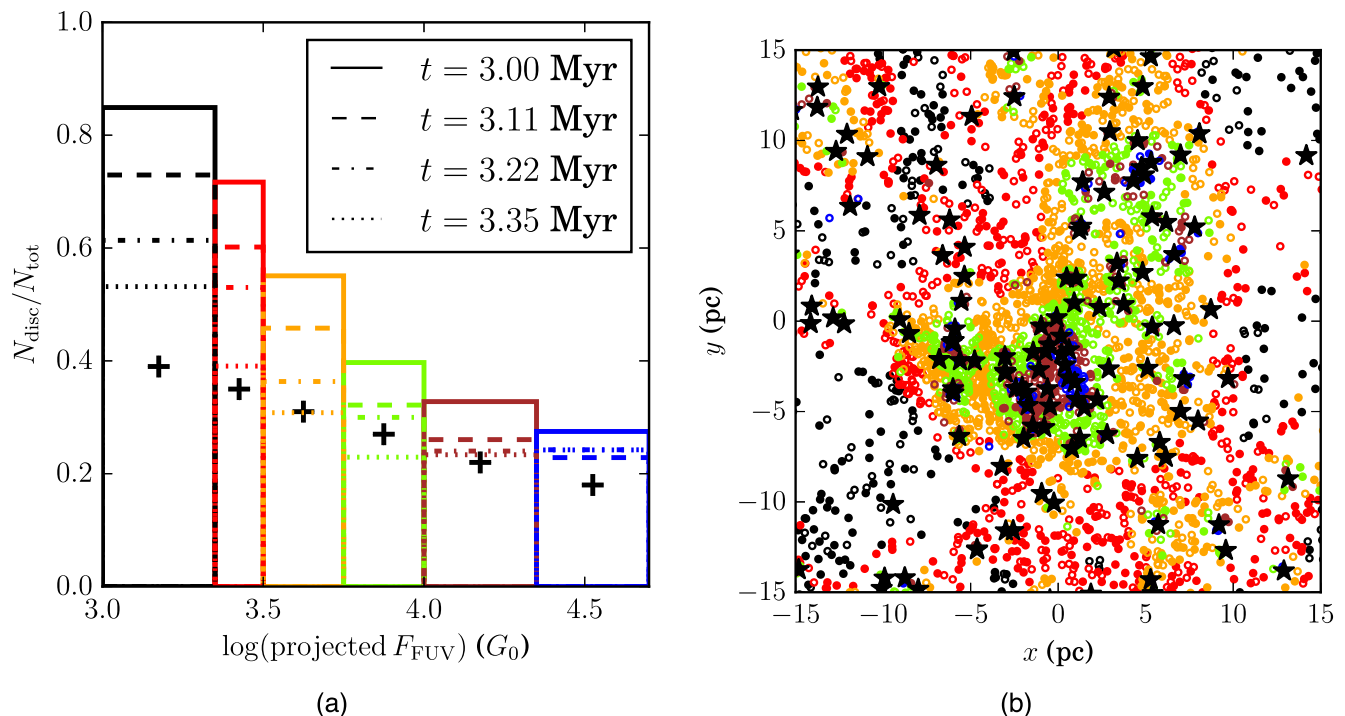 1.0
0.8
0.6
0.4
0.2
0.0
3.0 3.5 4.0 4.5
N_disc/N_tot
log(projected F_FUV) (G_0)
t = 3.00 Myr
t = 3.11 Myr
t = 3.22 Myr
t = 3.35 Myr
(a)
15
10
5
0
−5
−10
−15
−15 −10 −5 0 5 10 15
y (pc)
x (pc)
(b)